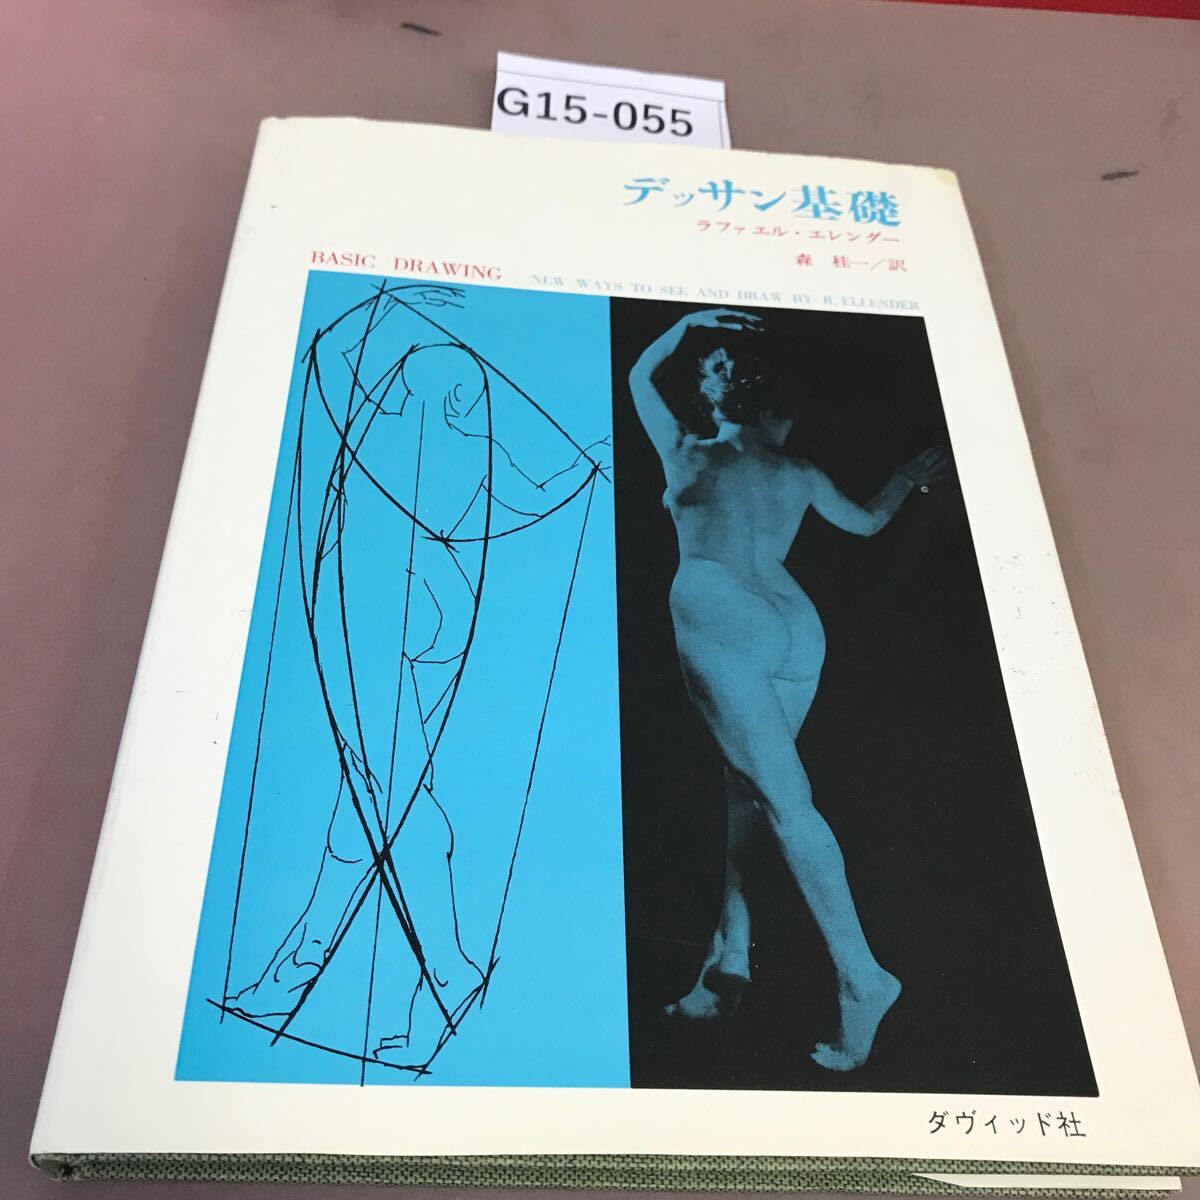 G15-055
デッサン基礎
ラファエル・エレンダー
森 桂一/訳
BASIC DRAWING NEW WAYS TO SEE AND DRAW BY R. ELLENDER
ダヴィッド社